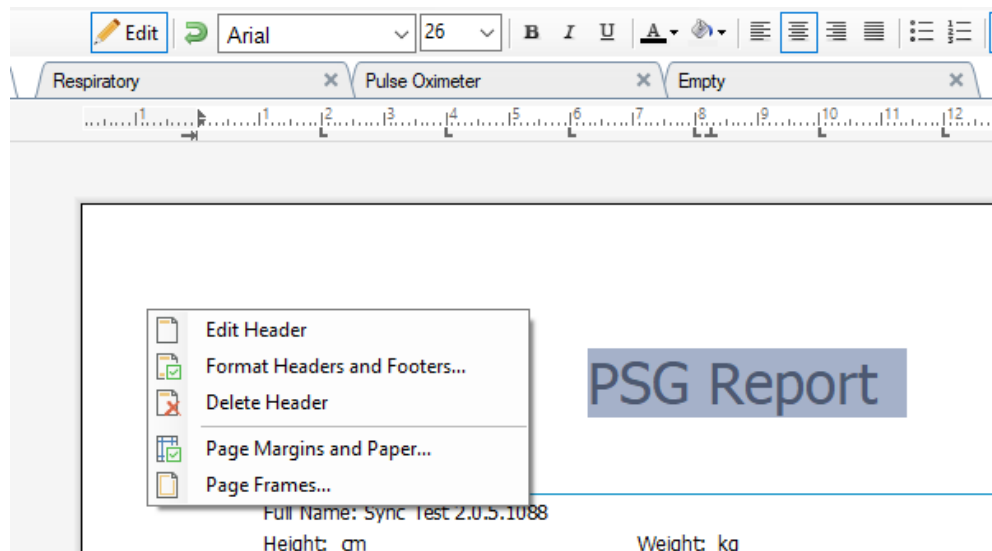 Edit Arial 26 B I U A
Respiratory Pulse Oximeter Empty
1 1 2 3 4 5 6 7 8 9 10 11 12
Edit Header
Format Headers and Footers...
Delete Header
Page Margins and Paper...
Page Frames...
PSG Report
Full Name: Sync Test 2.0.5.1088
Height: cm Weight: kg